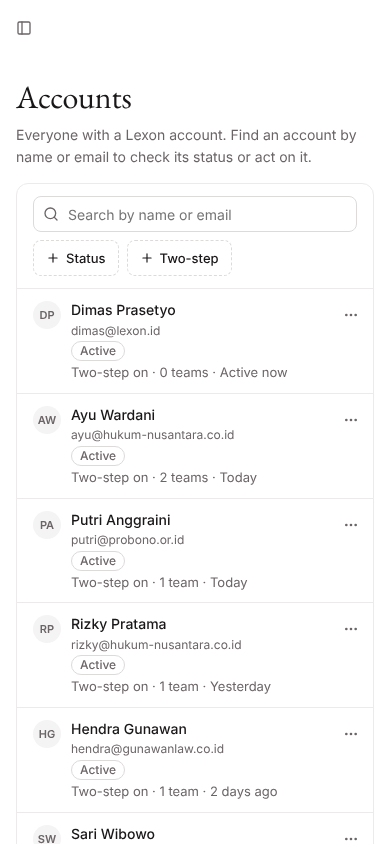 Accounts
Everyone with a Lexon account. Find an account by
name or email to check its status or act on it.
Search by name or email
+ Status + Two-step
DP Dimas Prasetyo
dimas@lexon.id
Active
Two-step on · 0 teams · Active now
AW Ayu Wardani
ayu@hukum-nusantara.co.id
Active
Two-step on · 2 teams · Today
PA Putri Anggraini
putri@probono.or.id
Active
Two-step on · 1 team · Today
RP Rizky Pratama
rizky@hukum-nusantara.co.id
Active
Two-step on · 1 team · Yesterday
HG Hendra Gunawan
hendra@gunawanlaw.co.id
Active
Two-step on · 1 team · 2 days ago
SW Sari Wibowo